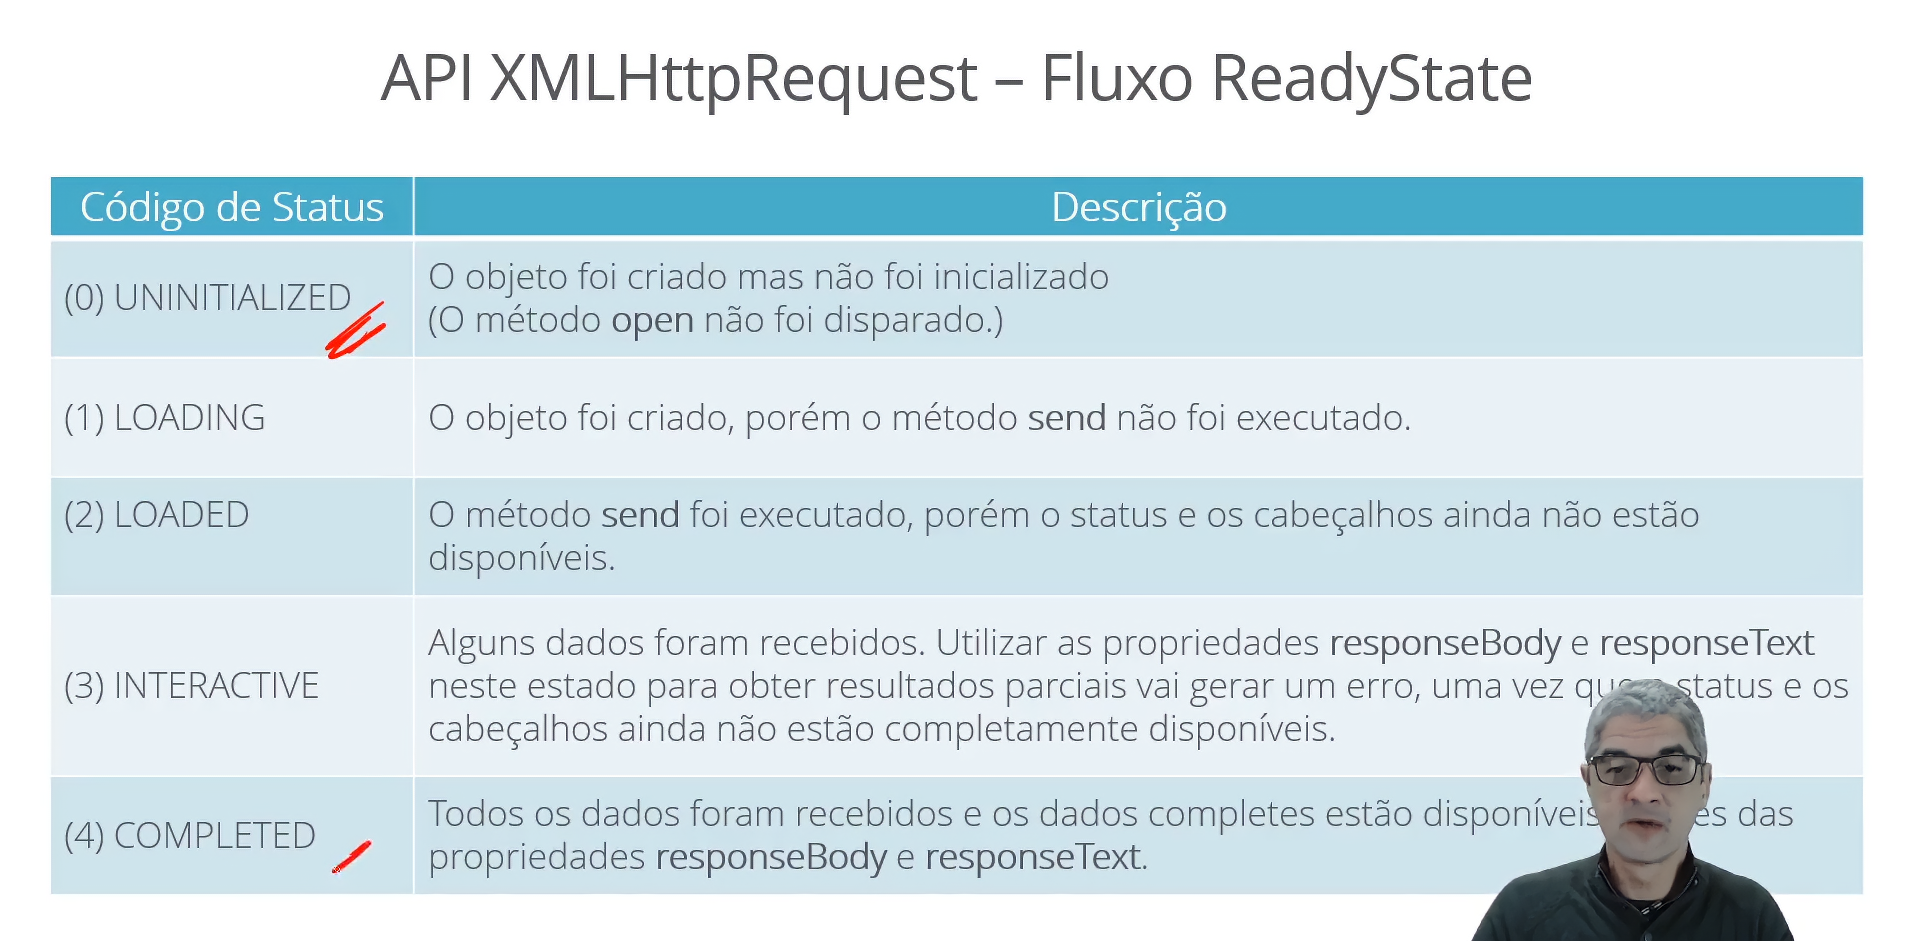 API XMLHttpRequest – Fluxo ReadyState
Código de Status
Descrição
(0) UNINITIALIZED
O objeto foi criado mas não foi inicializado
(O método open não foi disparado.)
(1) LOADING
O objeto foi criado, porém o método send não foi executado.
(2) LOADED
O método send foi executado, porém o status e os cabeçalhos ainda não estão
disponíveis.
(3) INTERACTIVE
Alguns dados foram recebidos. Utilizar as propriedades responseBody e responseText
neste estado para obter resultados parciais vai gerar um erro, uma vez que o status e os
cabeçalhos ainda não estão completamente disponíveis.
(4) COMPLETED
Todos os dados foram recebidos e os dados completes estão disponíveis das
propriedades responseBody e responseText.